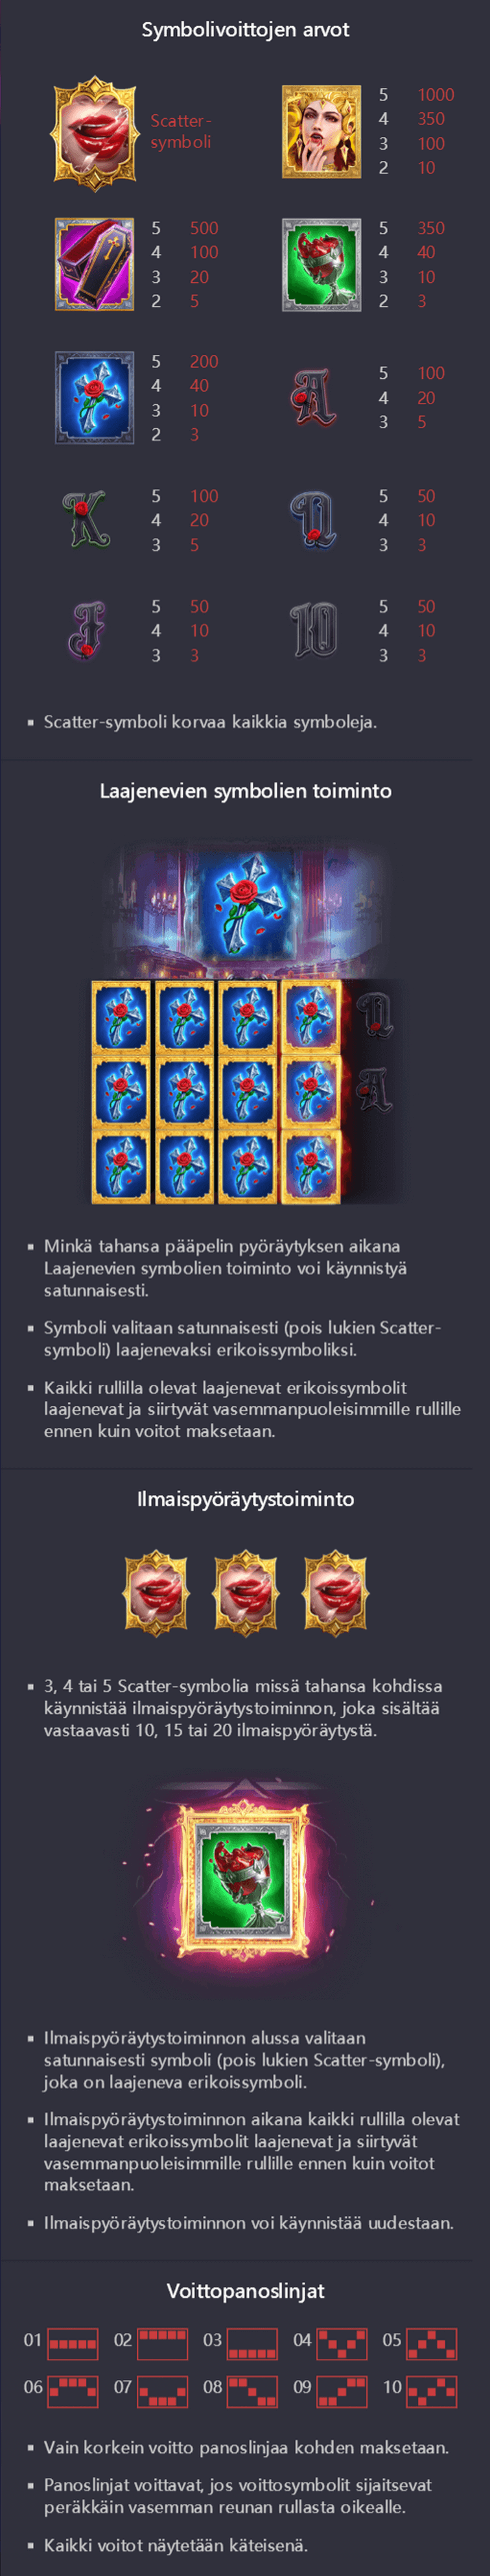 Symbolivoittojen arvot
Scatter-
symboli
5 1000
4 350
3 100
2 10
5 500
4 100
3 20
2 5
5 350
4 40
3 10
2 3
5 200
4 40
3 10
2 3
A
5 100
4 20
3 5
K
5 100
4 20
3 5
Q
5 50
4 10
3 3
J
5 50
4 10
3 3
10
5 50
4 10
3 3
▪ Scatter-symboli korvaa kaikkia symboleja.
Laajenevien symbolien toiminto
Q
A
▪ Minkä tahansa pääpelin pyöräytyksen aikana
Laajenevien symbolien toiminto voi käynnistyä
satunnaisesti.
▪ Symboli valitaan satunnaisesti (pois lukien Scatter-
symboli) laajenevaksi erikoissymboliksi.
▪ Kaikki rullilla olevat laajenevat erikoissymbolit
laajenevat ja siirtyvät vasemmanpuoleisimmille rullille
ennen kuin voitot maksetaan.
Ilmaispyöräytystoiminto
▪ 3, 4 tai 5 Scatter-symbolia missä tahansa kohdissa
käynnistää ilmaispyöräytystoiminnon, joka sisältää
vastaavasti 10, 15 tai 20 ilmaispyöräytystä.
▪ Ilmaispyöräytystoiminnon alussa valitaan
satunnaisesti symboli (pois lukien Scatter-symboli),
joka on laajeneva erikoissymboli.
▪ Ilmaispyöräytystoiminnon aikana kaikki rullilla olevat
laajenevat erikoissymbolit laajenevat ja siirtyvät
vasemmanpuoleisimmille rullille ennen kuin voitot
maksetaan.
▪ Ilmaispyöräytystoiminnon voi käynnistää uudestaan.
Voittopanoslinjat
01 02 03 04 05
06 07 08 09 10
▪ Vain korkein voitto panoslinjaa kohden maksetaan.
▪ Panoslinjat voittavat, jos voittosymbolit sijaitsevat
peräkkäin vasemman reunan rullasta oikealle.
▪ Kaikki voitot näytetään käteisenä.